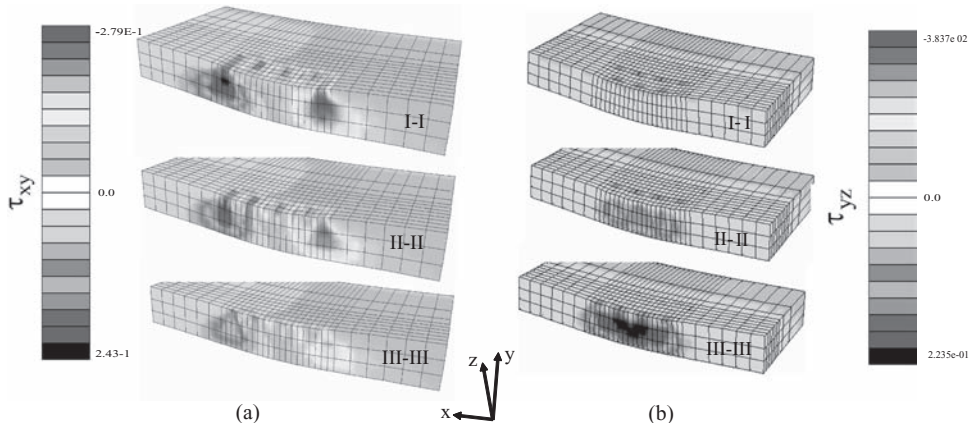 -2.79E-1
τxy
0.0
2.43-1
I-I
II-II
III-III
(a)
x
z
y
I- I
II-II
III-III
(b)
-3.837e 02
τyz
0.0
2.235e-01